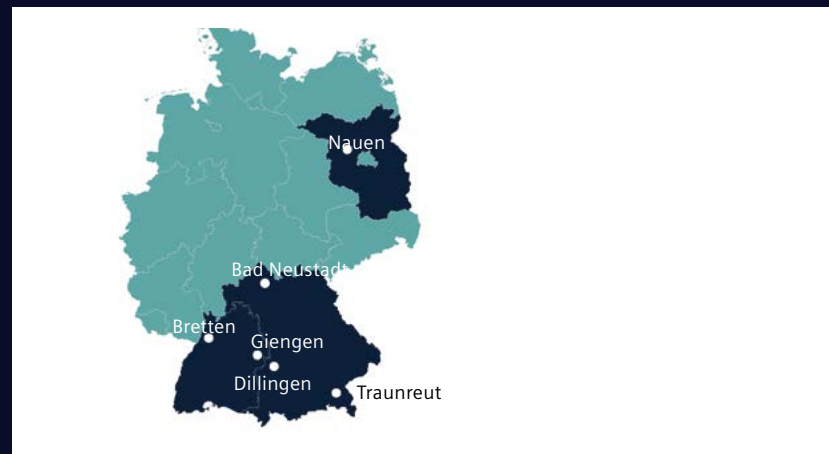 Nauen
Bad Neustadt
Bretten
Giengen
Dillingen
Traunreut